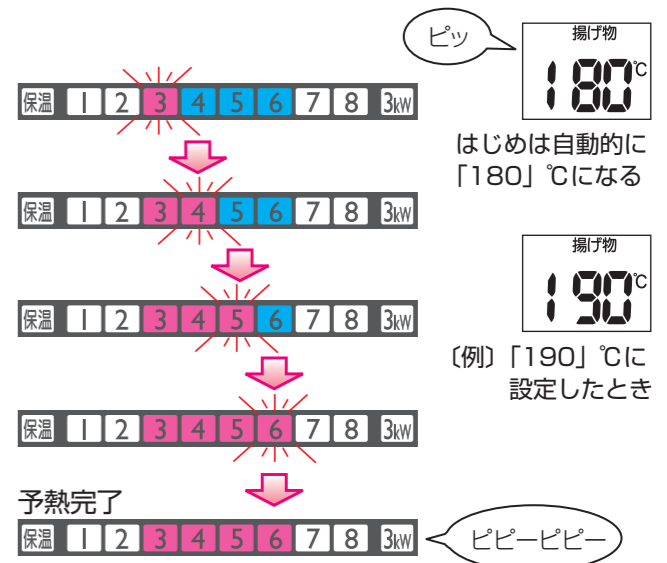 ピッ
揚げ物
180℃
保温 1 2 3 4 5 6 7 8 3kW
はじめは自動的に
「180」℃になる
保温 1 2 3 4 5 6 7 8 3kW
揚げ物
190℃
保温 1 2 3 4 5 6 7 8 3kW
〔例〕「190」℃に
設定したとき
保温 1 2 3 4 5 6 7 8 3kW
予熱完了
保温 1 2 3 4 5 6 7 8 3kW
ピピーピピー